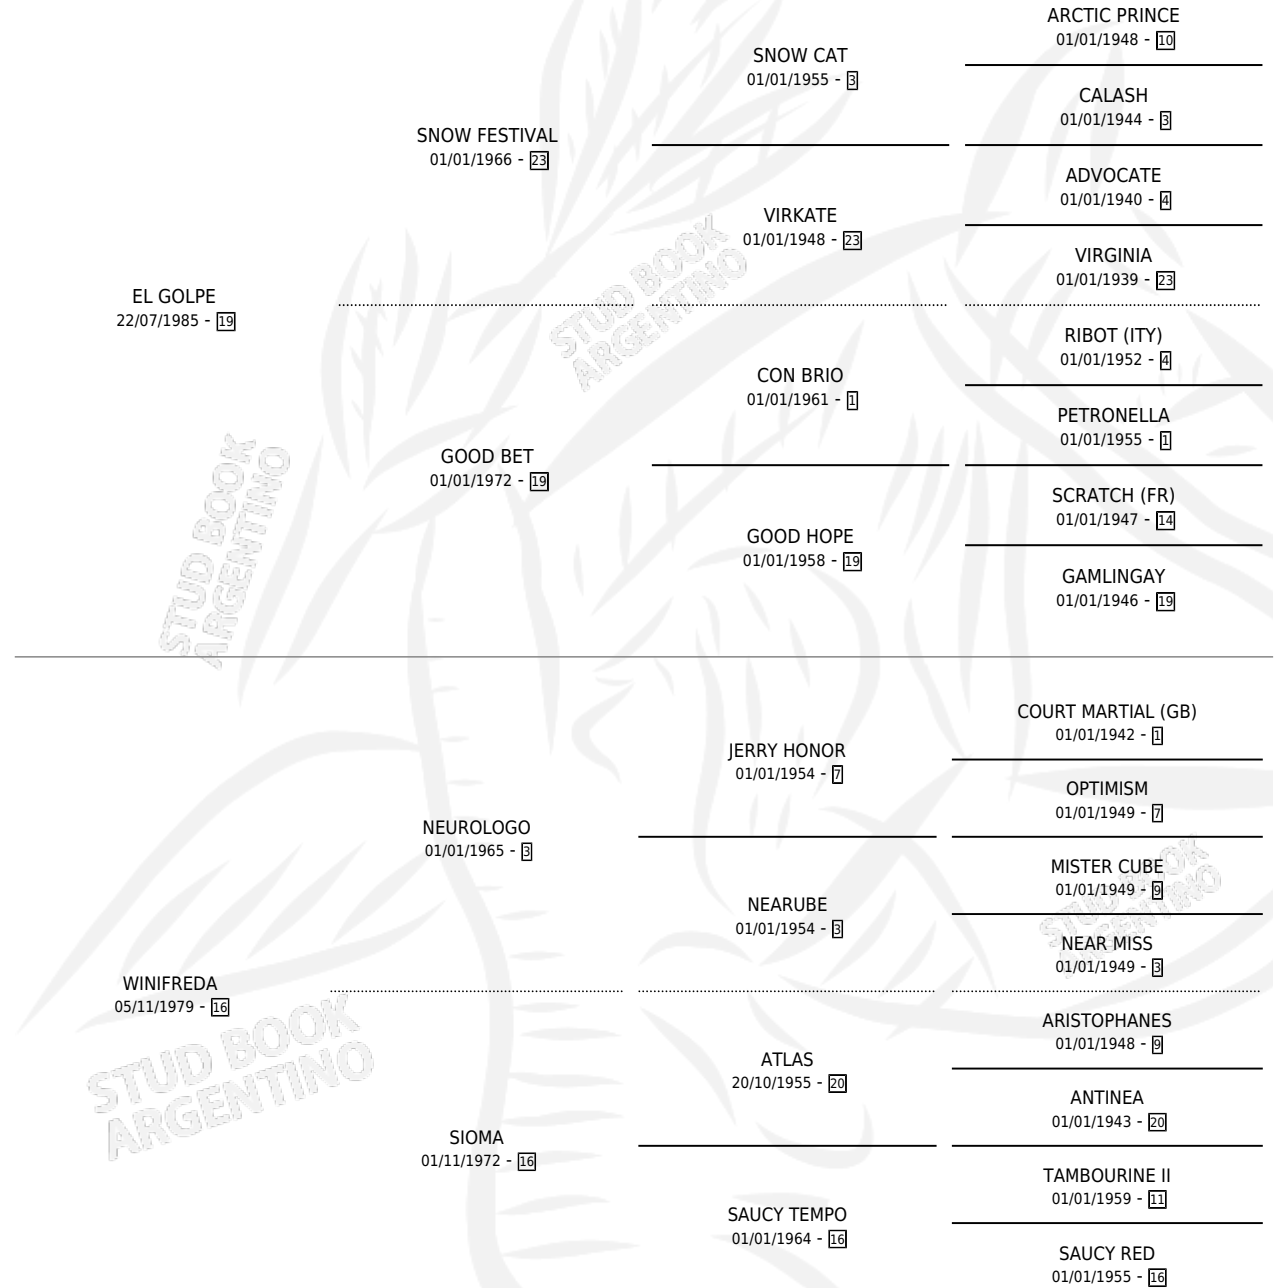 ARCTIC PRINCE
01/01/1948 - 10
SNOW CAT
01/01/1955 - 3
CALASH
01/01/1944 - 3
SNOW FESTIVAL
01/01/1966 - 23
ADVOCATE
01/01/1940 - 4
VIRKATE
01/01/1948 - 23
VIRGINIA
01/01/1939 - 23
EL GOLPE
22/07/1985 - 19
RIBOT (ITY)
01/01/1952 - 4
CON BRIO
01/01/1961 - 1
PETRONELLA
01/01/1955 - 1
GOOD BET
01/01/1972 - 19
SCRATCH (FR)
01/01/1947 - 14
GOOD HOPE
01/01/1958 - 19
GAMLINGAY
01/01/1946 - 19
COURT MARTIAL (GB)
01/01/1942 - 1
JERRY HONOR
01/01/1954 - 7
OPTIMISM
01/01/1949 - 7
NEUROLOGO
01/01/1965 - 3
MISTER CUBE
01/01/1949 - 9
NEARUBE
01/01/1954 - 3
NEAR MISS
01/01/1949 - 3
WINIFREDA
05/11/1979 - 16
ARISTOPHANES
01/01/1948 - 9
ATLAS
20/10/1955 - 20
ANTINEA
01/01/1943 - 20
SIOMA
01/11/1972 - 16
TAMBOURINE II
01/01/1959 - 11
SAUCY TEMPO
01/01/1964 - 16
SAUCY RED
01/01/1955 - 16
STUD BOOK
ARGENTINO
STUD BOOK
ARGENTINO
STUD BOOK
ARGENTINO
STUD BOOK
ARGENTINO